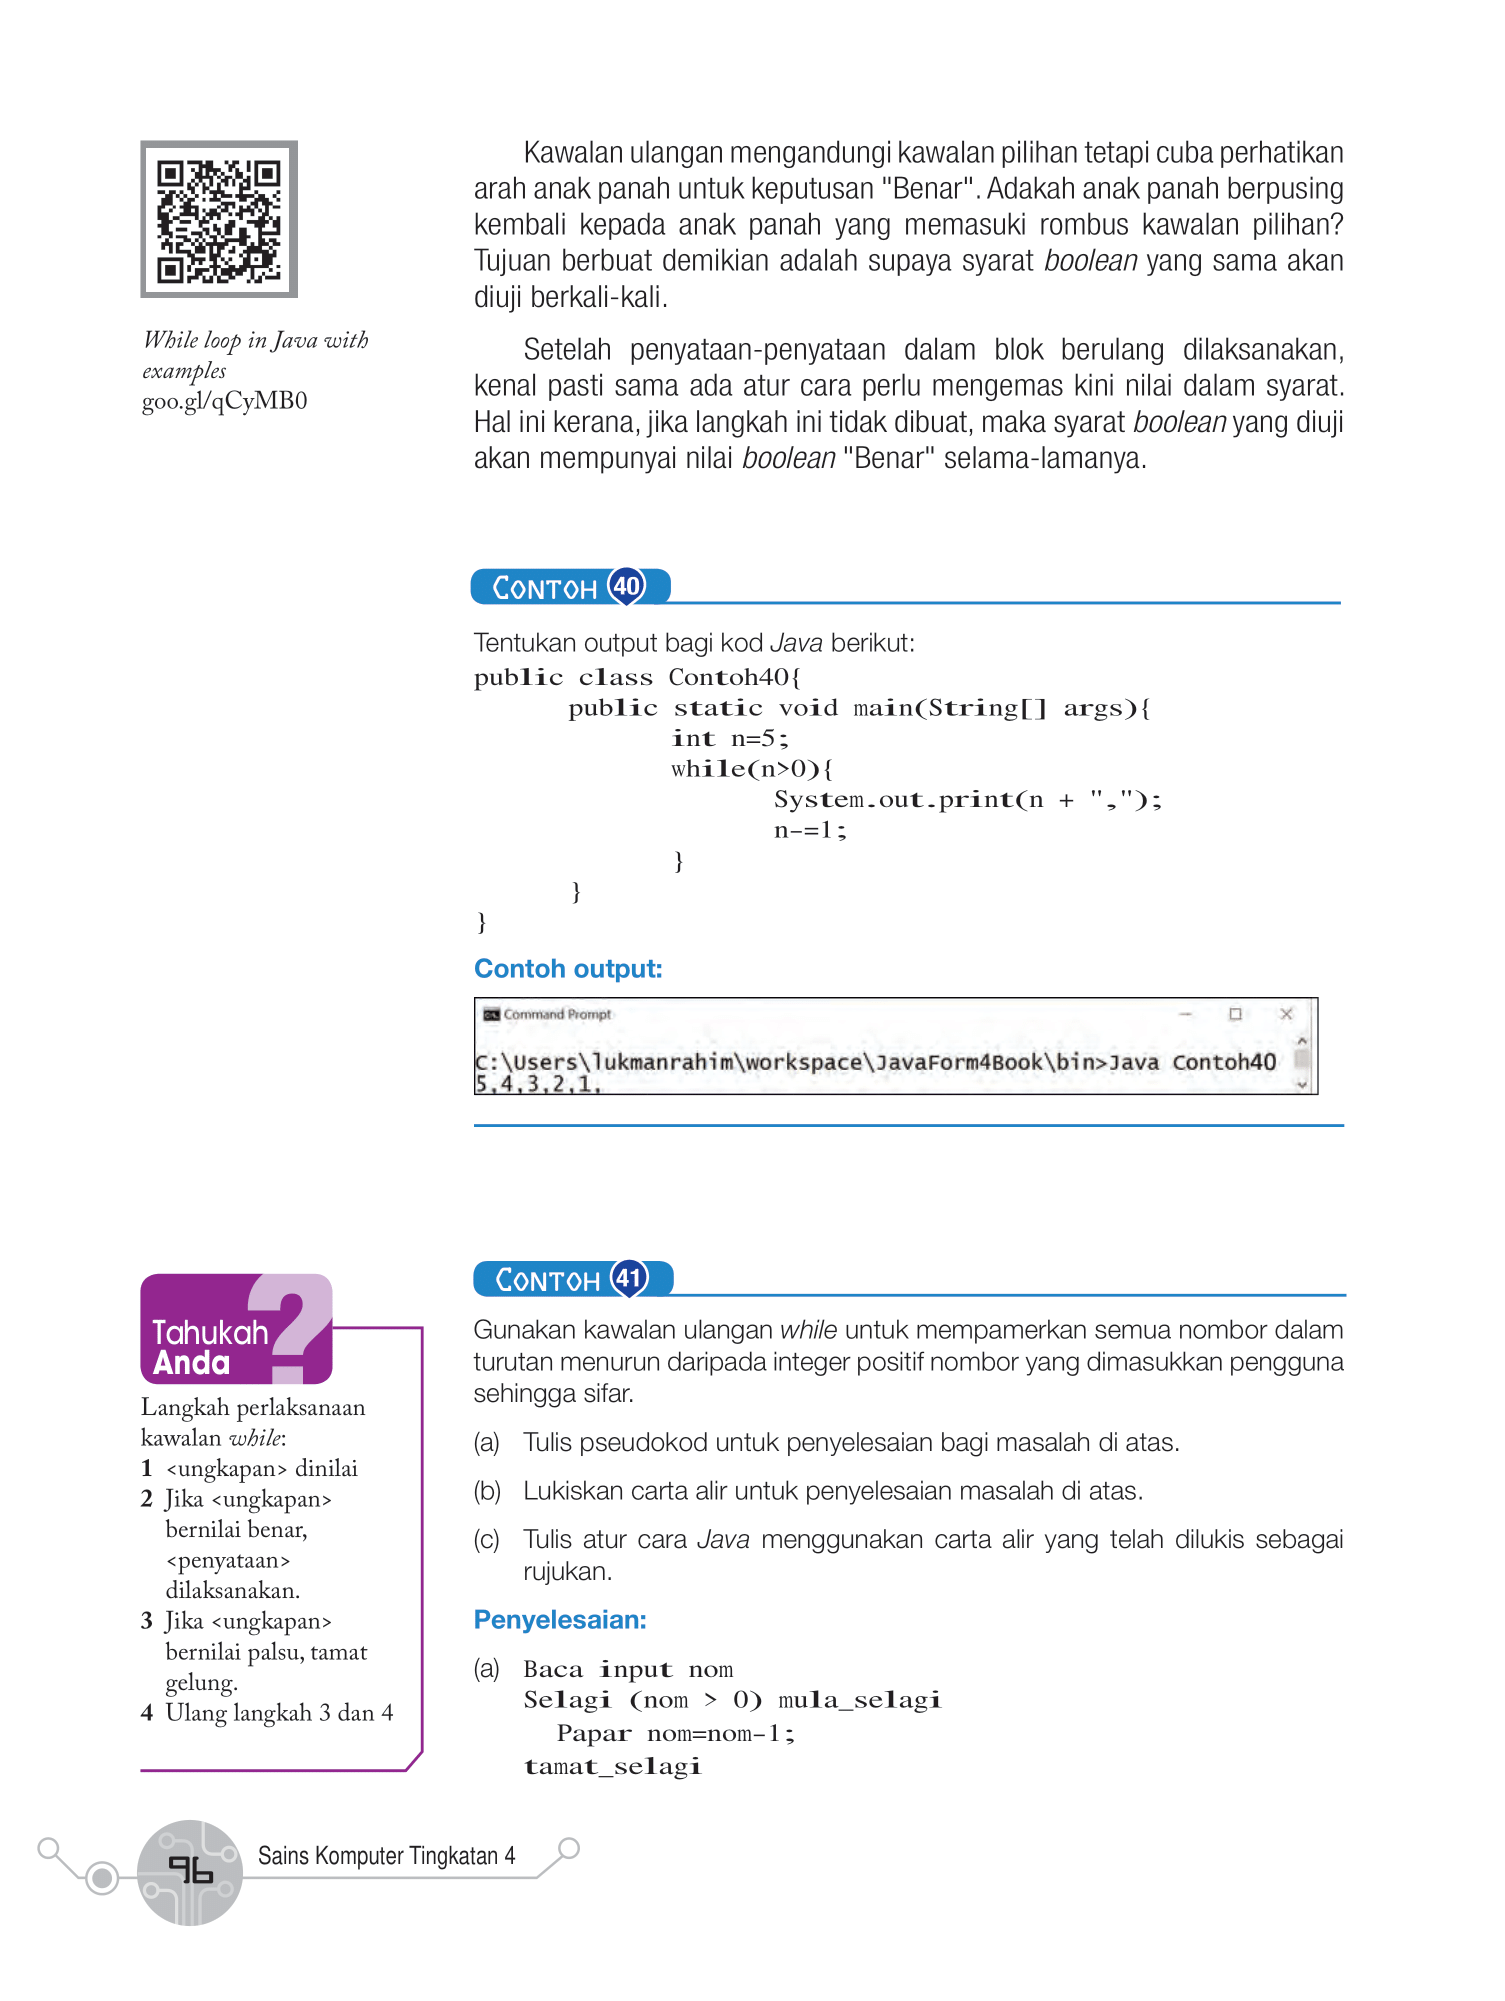 While loop in Java with
examples
goo.gl/qCyMB0
Kawalan ulangan mengandungi kawalan pilihan tetapi cuba perhatikan
arah anak panah untuk keputusan "Benar". Adakah anak panah berpusing
kembali kepada anak panah yang memasuki rombus kawalan pilihan?
Tujuan berbuat demikian adalah supaya syarat boolean yang sama akan
diuji berkali-kali.
Setelah penyataan-penyataan dalam blok berulang dilaksanakan,
kenal pasti sama ada atur cara perlu mengemas kini nilai dalam syarat.
Hal ini kerana, jika langkah ini tidak dibuat, maka syarat boolean yang diuji
akan mempunyai nilai boolean "Benar" selama-lamanya.
CONTOH 40
Tentukan output bagi kod Java berikut:
public class Contoh40{
public static void main(String[] args){
int n=5;
while(n>0){
System.out.print(n + ",");
n-=1;
}
}
}
Contoh output:
Command Prompt
C:\Users\lukmanrahim\workspace\JavaForm4Book\bin>Java Contoh40
5,4,3,2,1,
Tahukah
Anda
?
Langkah perlaksanaan
kawalan while:
1 <ungkapan> dinilai
2 Jika <ungkapan>
bernilai benar,
<penyataan>
dilaksanakan.
3 Jika <ungkapan>
bernilai palsu, tamat
gelung.
4 Ulang langkah 3 dan 4
CONTOH 41
Gunakan kawalan ulangan while untuk mempamerkan semua nombor dalam
turutan menurun daripada integer positif nombor yang dimasukkan pengguna
sehingga sifar.
(a) Tulis pseudokod untuk penyelesaian bagi masalah di atas.
(b) Lukiskan carta alir untuk penyelesaian masalah di atas.
(c) Tulis atur cara Java menggunakan carta alir yang telah dilukis sebagai
rujukan.
Penyelesaian:
(a) Baca input nom
Selagi (nom > 0) mula_selagi
Papar nom=nom-1;
tamat_selagi
96
Sains Komputer Tingkatan 4